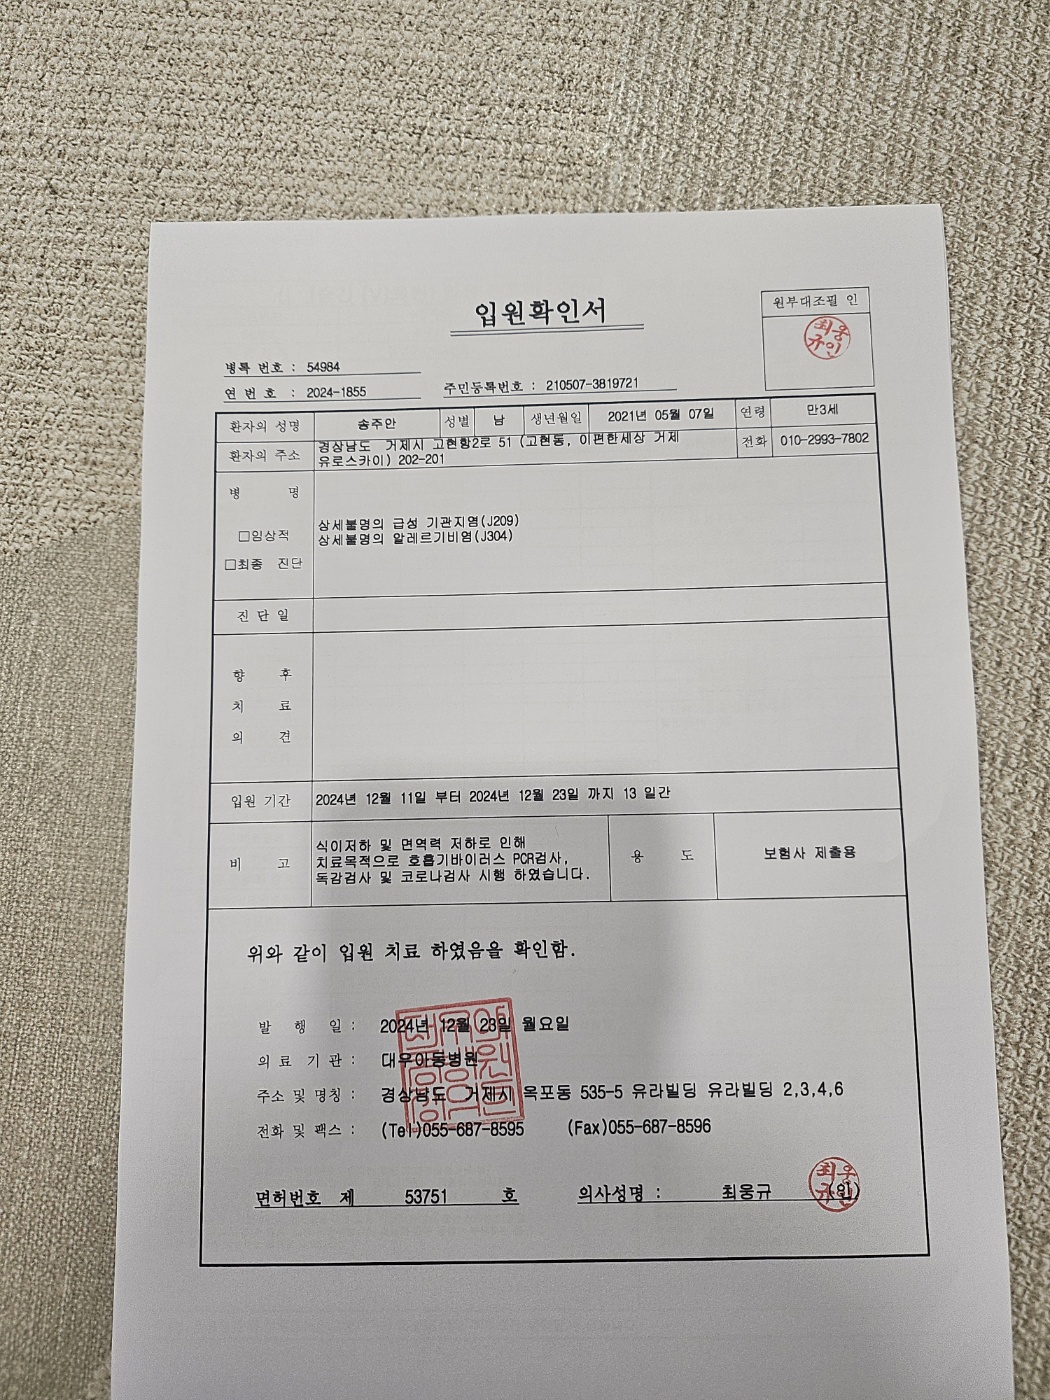 입원확인서
원부대조필 인
최웅규인
병록 번호 : 54984
연 번 호 : 2024-1855 주민등록번호 : 210507-3819721
환자의 성명 송주안 성별 남 생년월일 2021년 05월 07일 연령 만3세
환자의 주소 경상남도 거제시 고현항2로 51 (고현동, 이편한세상 거제 전화 010-2993-7802
유로스카이) 202-201
병 명
□임상적 상세불명의 급성 기관지염(J209)
상세불명의 알레르기비염(J304)
□최종 진단
진 단 일
향 후
치 료
의 견
입원 기간 2024년 12월 11일 부터 2024년 12월 23일 까지 13 일간
비 고 식이저하 및 면역력 저하로 인해
치료목적으로 호흡기바이러스 PCR검사,
독감검사 및 코로나검사 시행 하였습니다.
용 도 보험사 제출용
위와 같이 입원 치료 하였음을 확인함.
발 행 일 : 2024년 12월 23일 월요일
의 료 기 관 : 대우아동병원
주소 및 명칭 : 경상남도 거제시 옥포동 535-5 유라빌딩 유라빌딩 2,3,4,6
전화 및 팩스 : (Tel)055-687-8595 (Fax)055-687-8596
면허번호 제 53751 호 의사성명 : 최웅규 (인)
최웅규인